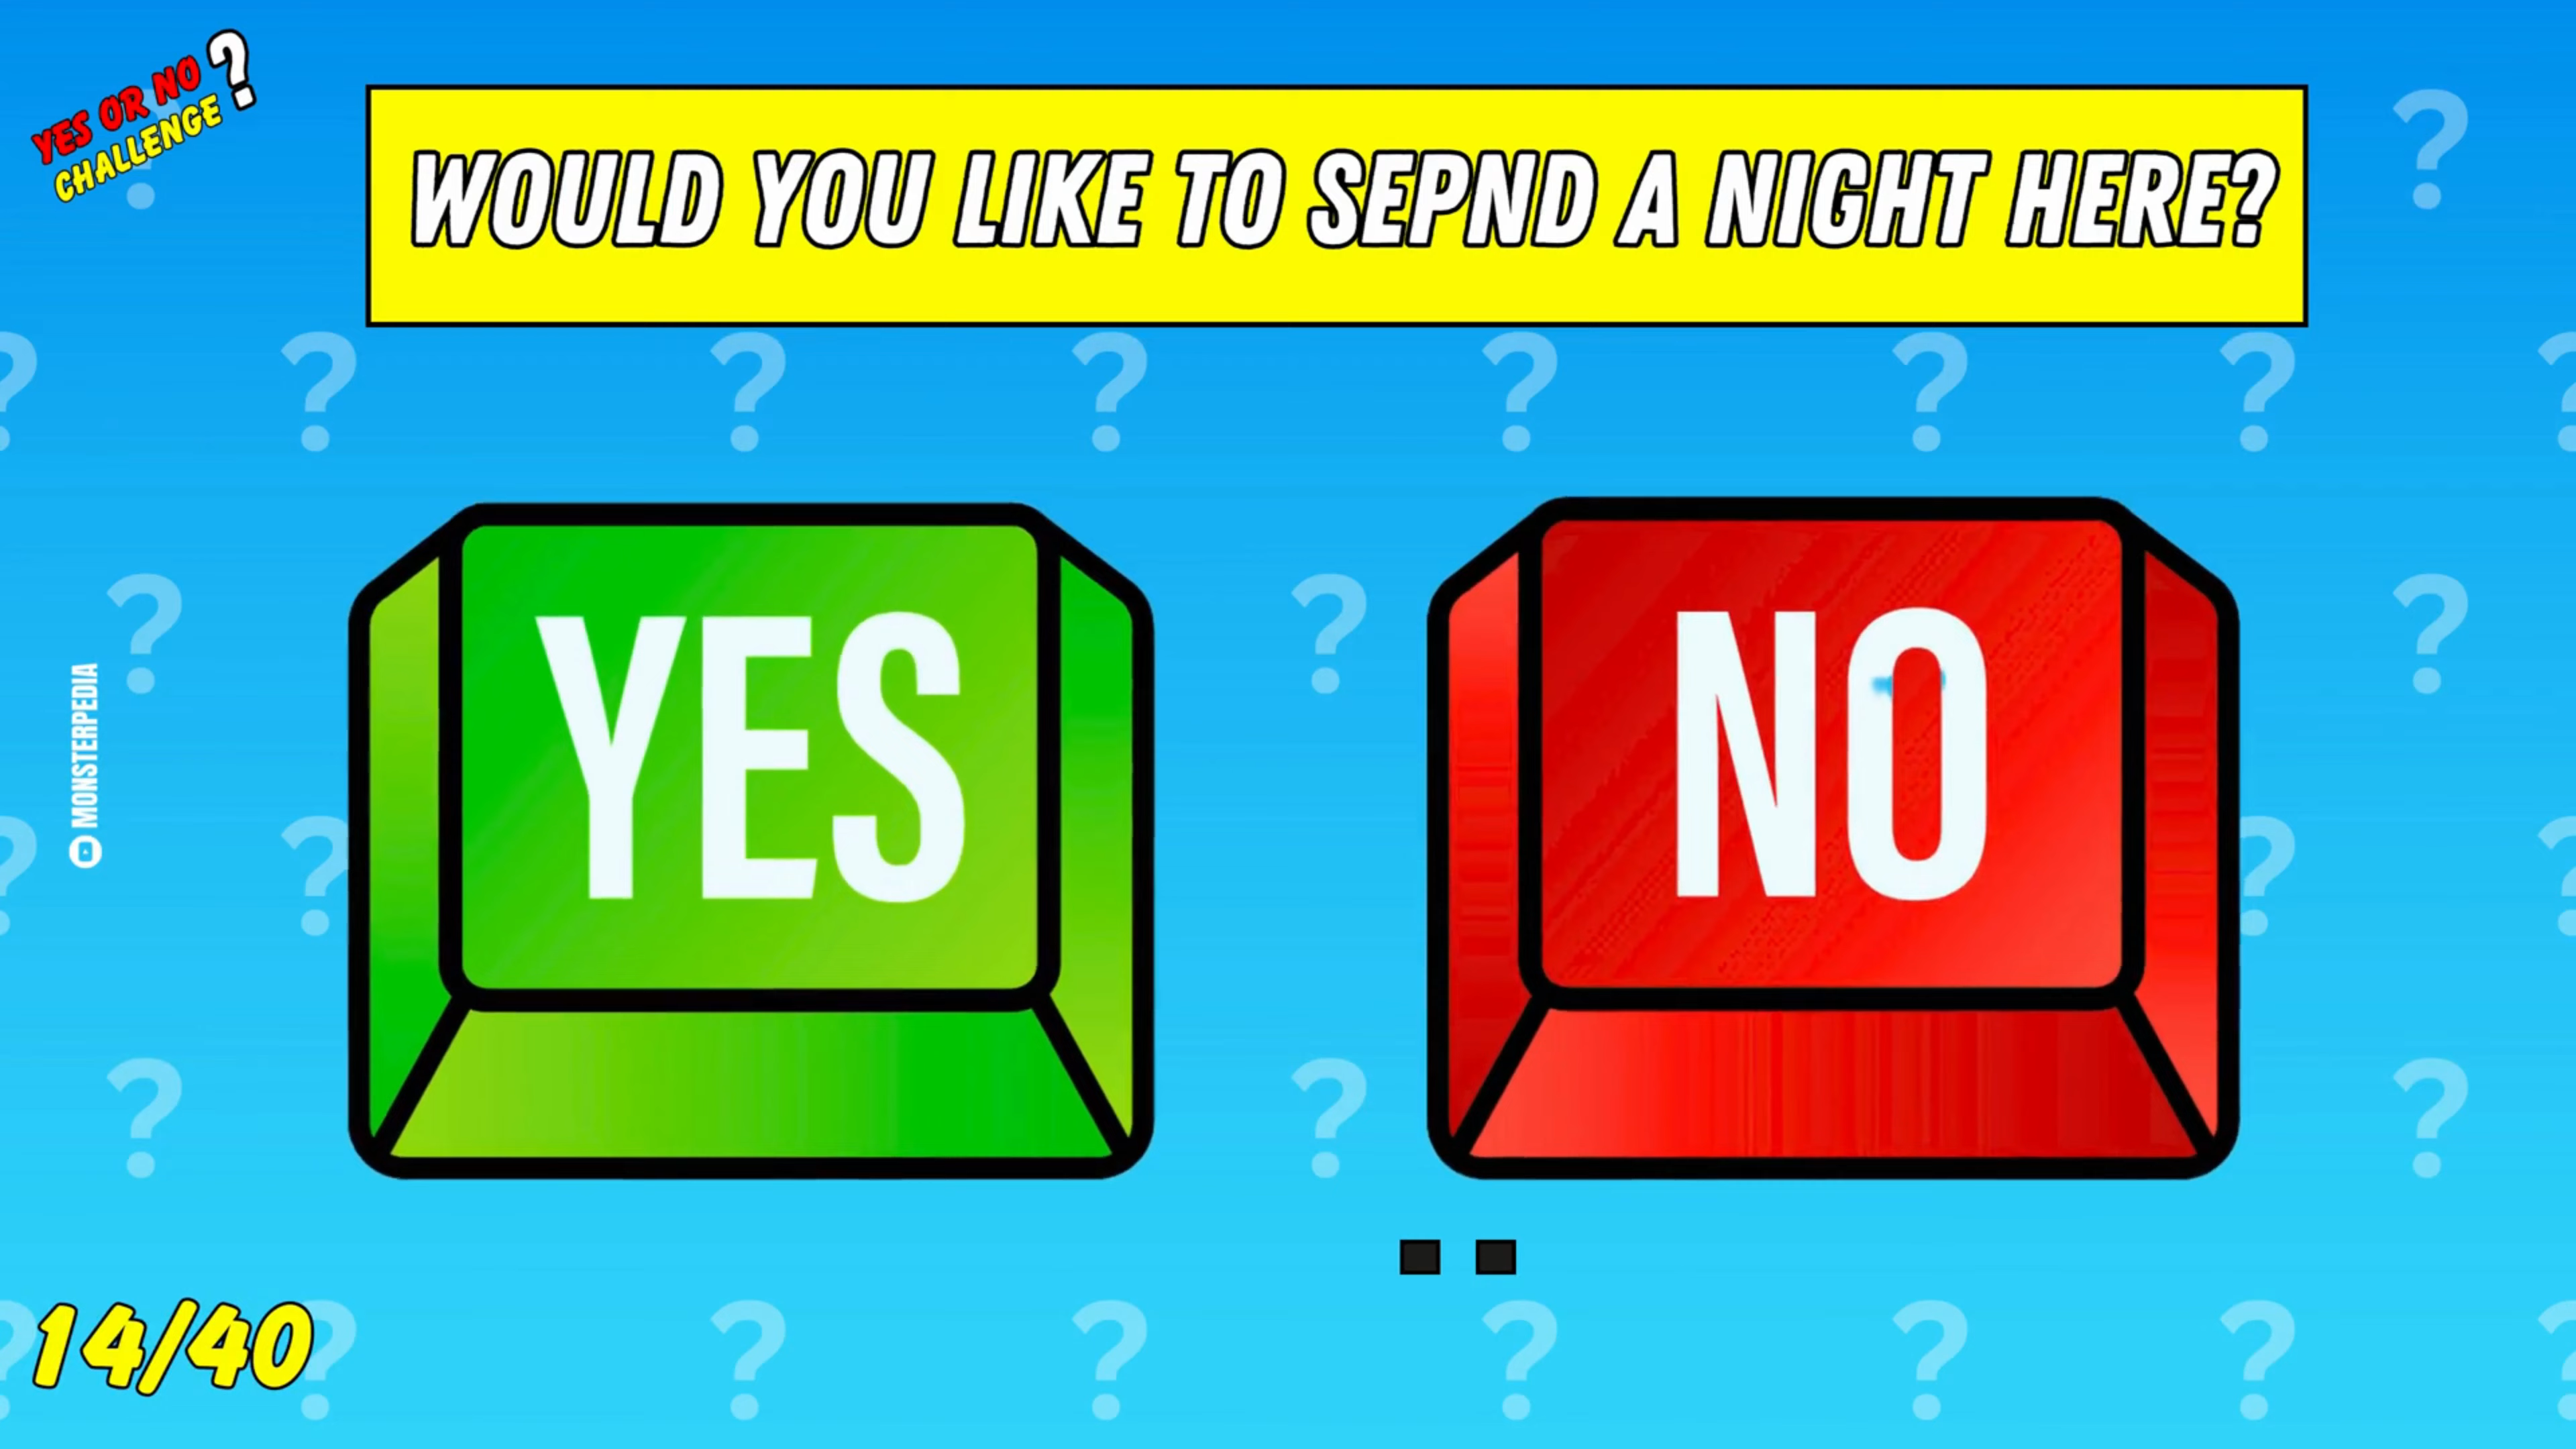 YES OR NO ?
CHALLENGE
WOULD YOU LIKE TO SEPND A NIGHT HERE?
YES
NO
MONSTERPEDIA
14/40